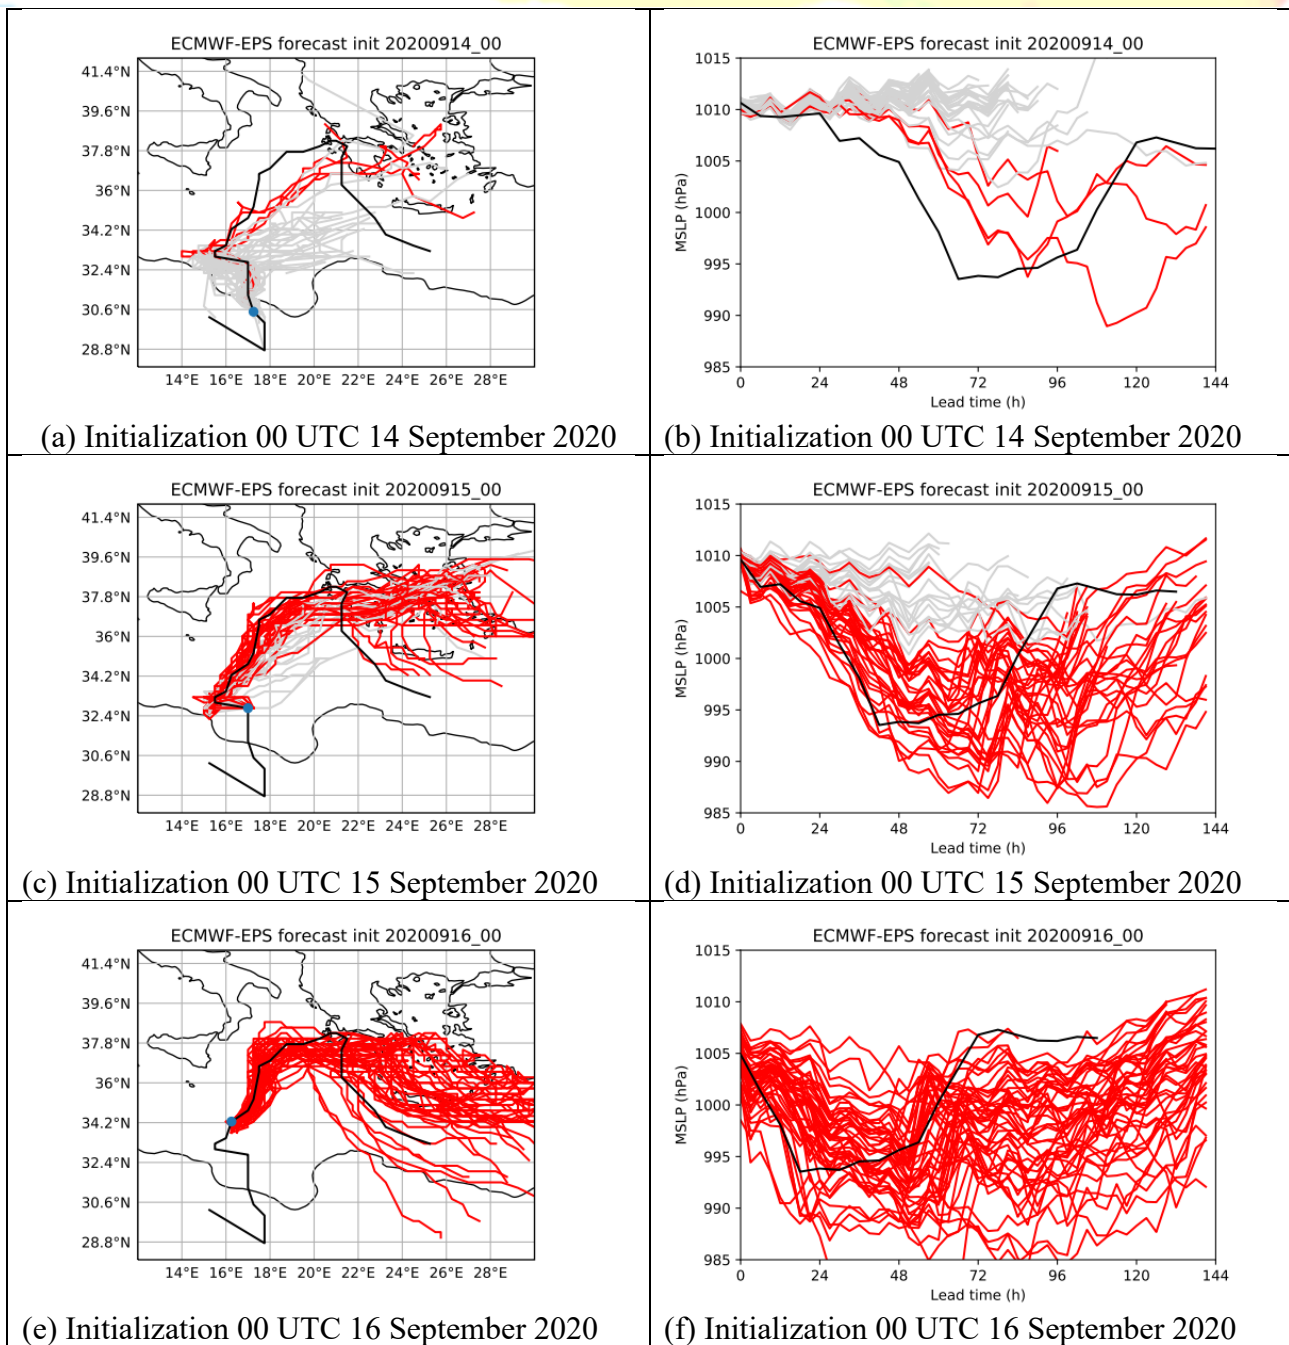 ECMWF-EPS forecast init 20200914_00
41.4°N
39.6°N
37.8°N
36°N
34.2°N
32.4°N
30.6°N
28.8°N
14°E 16°E 18°E 20°E 22°E 24°E 26°E 28°E
(a) Initialization 00 UTC 14 September 2020
ECMWF-EPS forecast init 20200914_00
MSLP (hPa)
1015
1010
1005
1000
995
990
985
0 24 48 72 96 120 144
Lead time (h)
(b) Initialization 00 UTC 14 September 2020
ECMWF-EPS forecast init 20200915_00
41.4°N
39.6°N
37.8°N
36°N
34.2°N
32.4°N
30.6°N
28.8°N
14°E 16°E 18°E 20°E 22°E 24°E 26°E 28°E
(c) Initialization 00 UTC 15 September 2020
ECMWF-EPS forecast init 20200915_00
MSLP (hPa)
1015
1010
1005
1000
995
990
985
0 24 48 72 96 120 144
Lead time (h)
(d) Initialization 00 UTC 15 September 2020
ECMWF-EPS forecast init 20200916_00
41.4°N
39.6°N
37.8°N
36°N
34.2°N
32.4°N
30.6°N
28.8°N
14°E 16°E 18°E 20°E 22°E 24°E 26°E 28°E
(e) Initialization 00 UTC 16 September 2020
ECMWF-EPS forecast init 20200916_00
MSLP (hPa)
1015
1010
1005
1000
995
990
985
0 24 48 72 96 120 144
Lead time (h)
(f) Initialization 00 UTC 16 September 2020